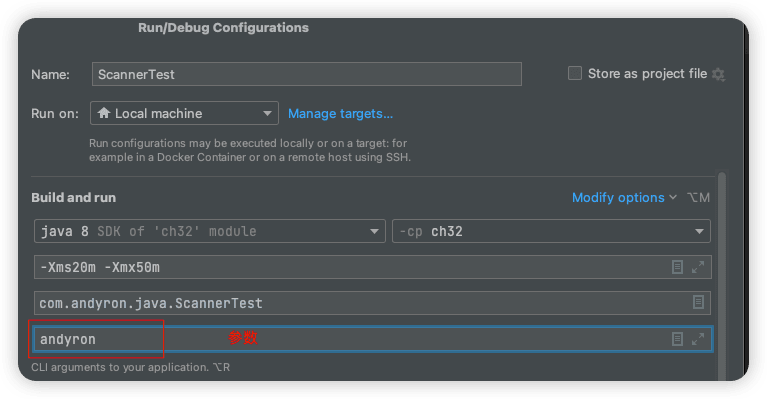 Run/Debug Configurations
Name: ScannerTest Store as project file
Run on: Local machine Manage targets...
Run configurations may be executed locally or on a target: for
example in a Docker Container or on a remote host using SSH.
Build and run Modify options ⌥M
java 8 SDK of 'ch32' module -cp ch32
-Xms20m -Xmx50m
com.andyron.java.ScannerTest
andyron 参数
CLI arguments to your application. ⌥R